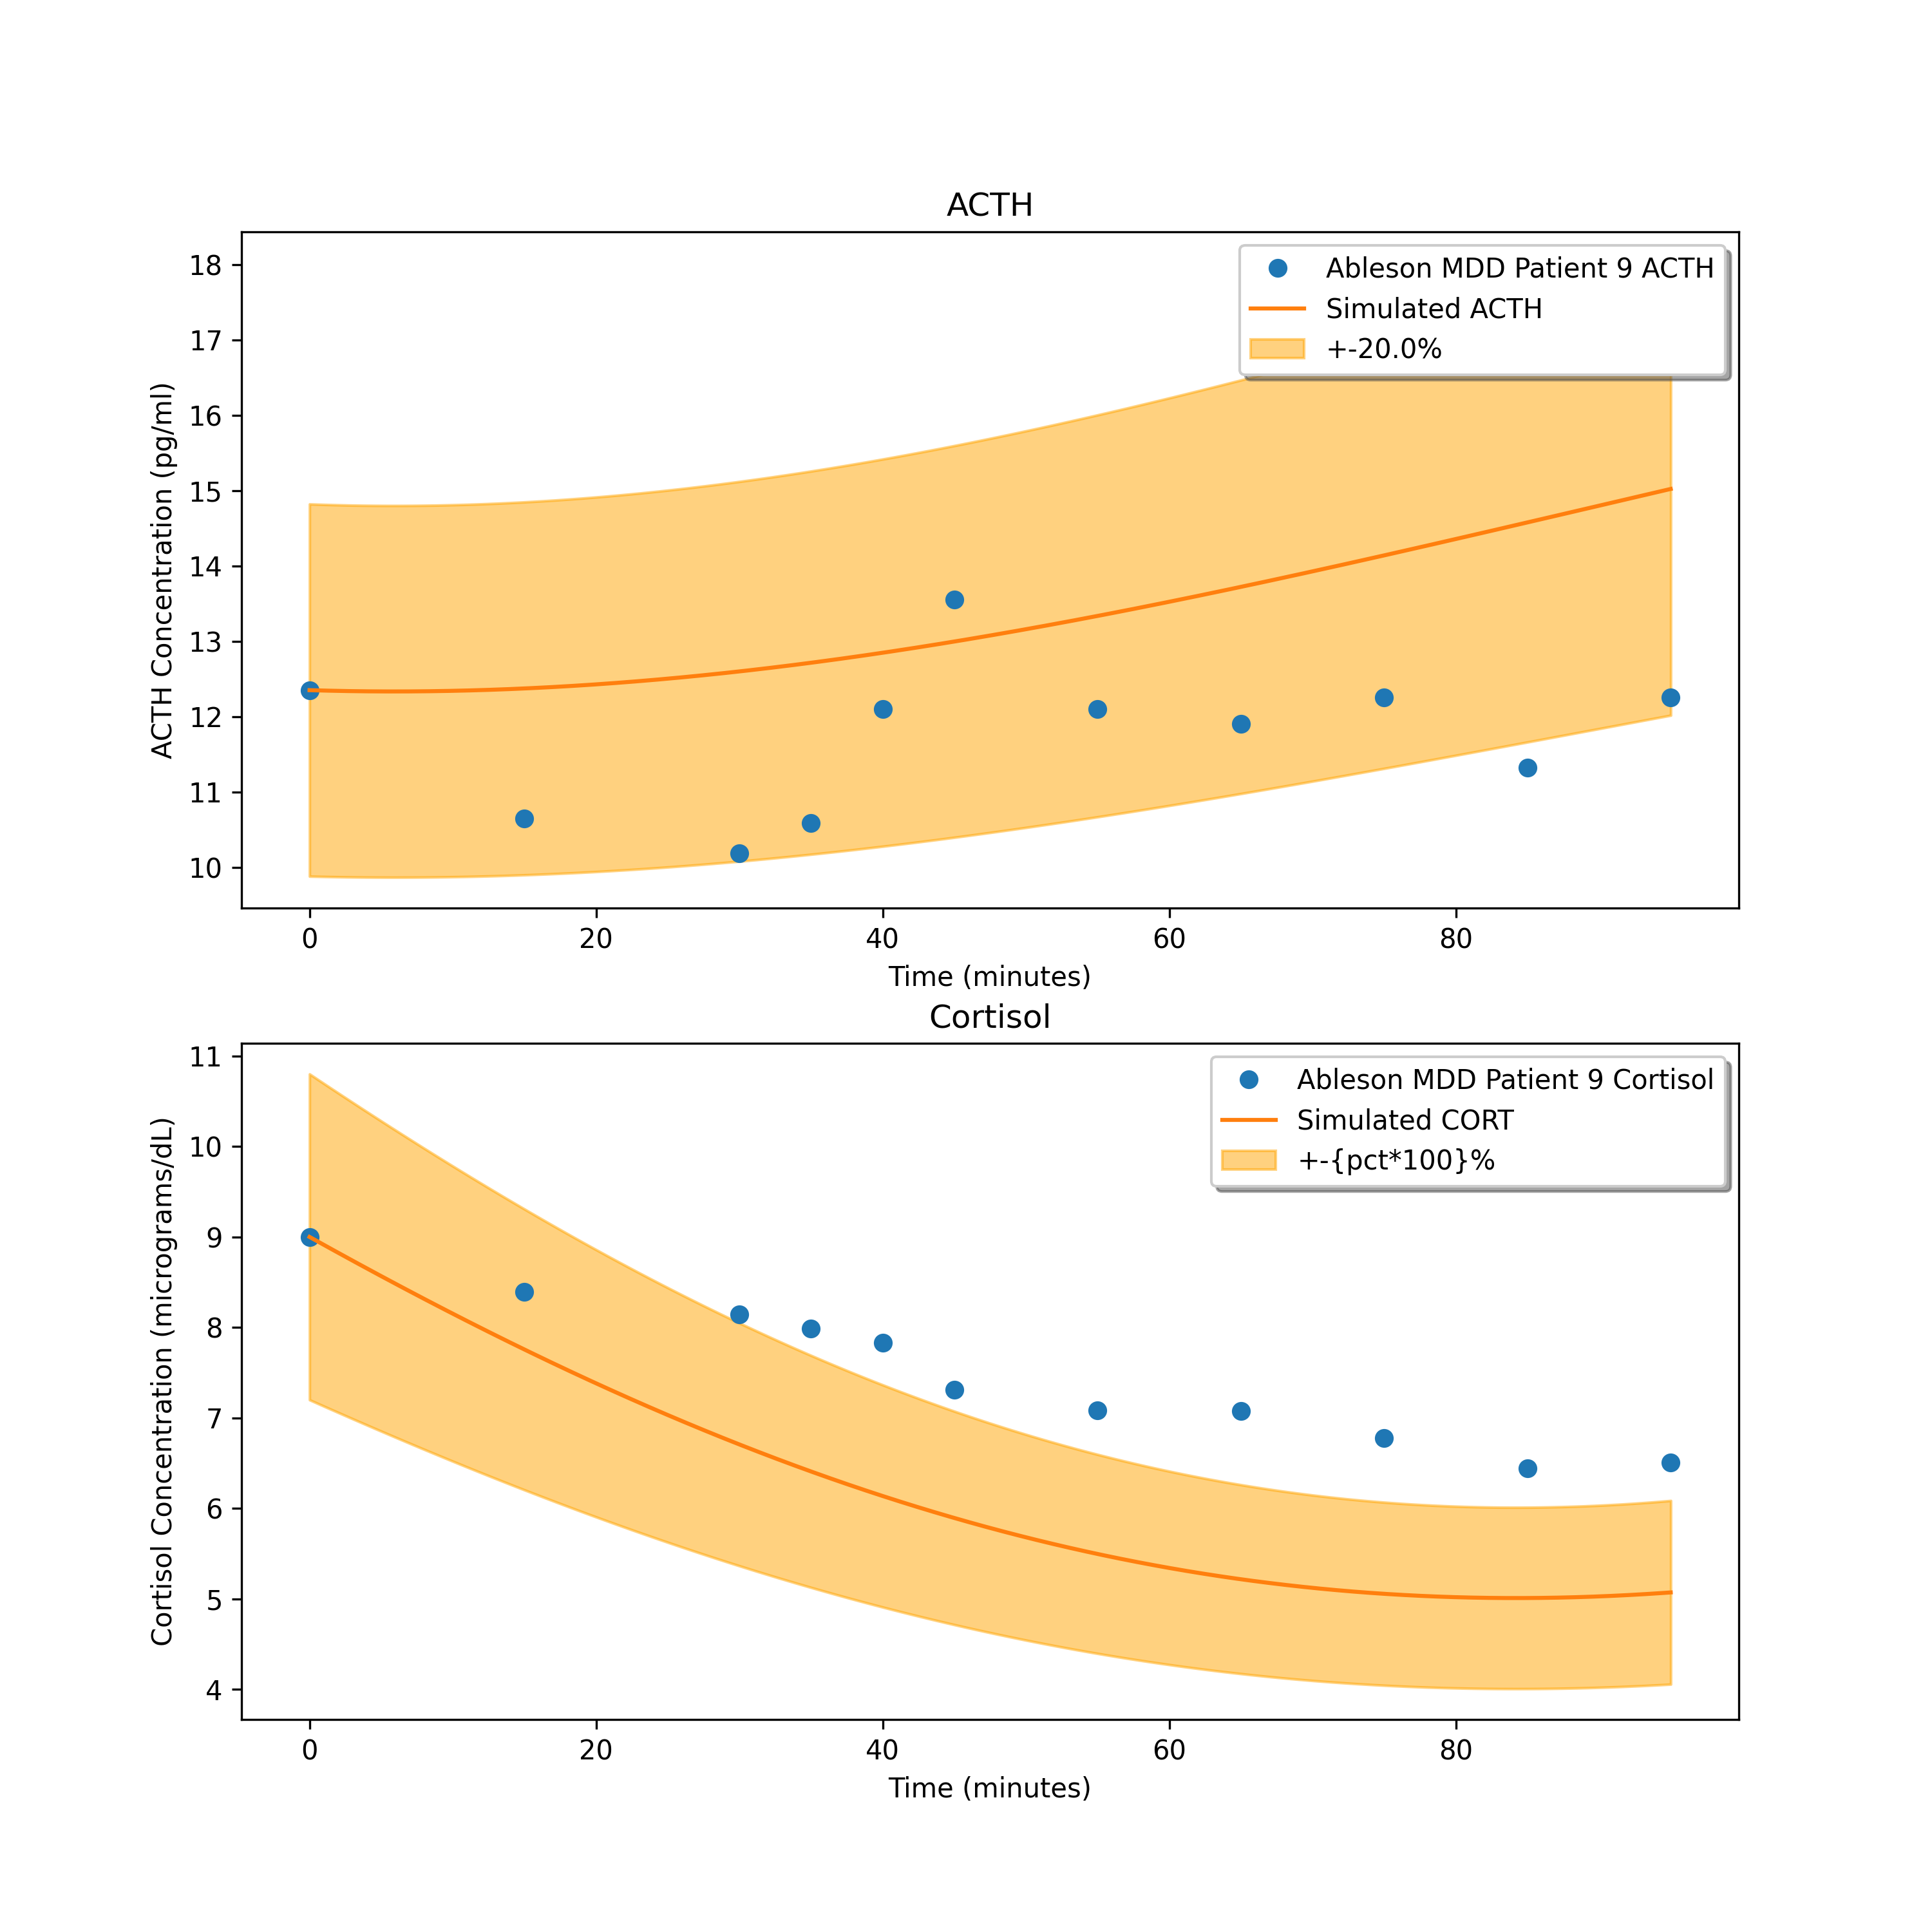 ACTH
18
17
16
15
14
13
12
11
10
ACTH Concentration (pg/ml)
Ableson MDD Patient 9 ACTH
Simulated ACTH
+-20.0%
0 20 40 60 80
Time (minutes)
Cortisol
11
10
9
8
7
6
5
4
Cortisol Concentration (micrograms/dL)
Ableson MDD Patient 9 Cortisol
Simulated CORT
+-{pct*100}%
0 20 40 60 80
Time (minutes)